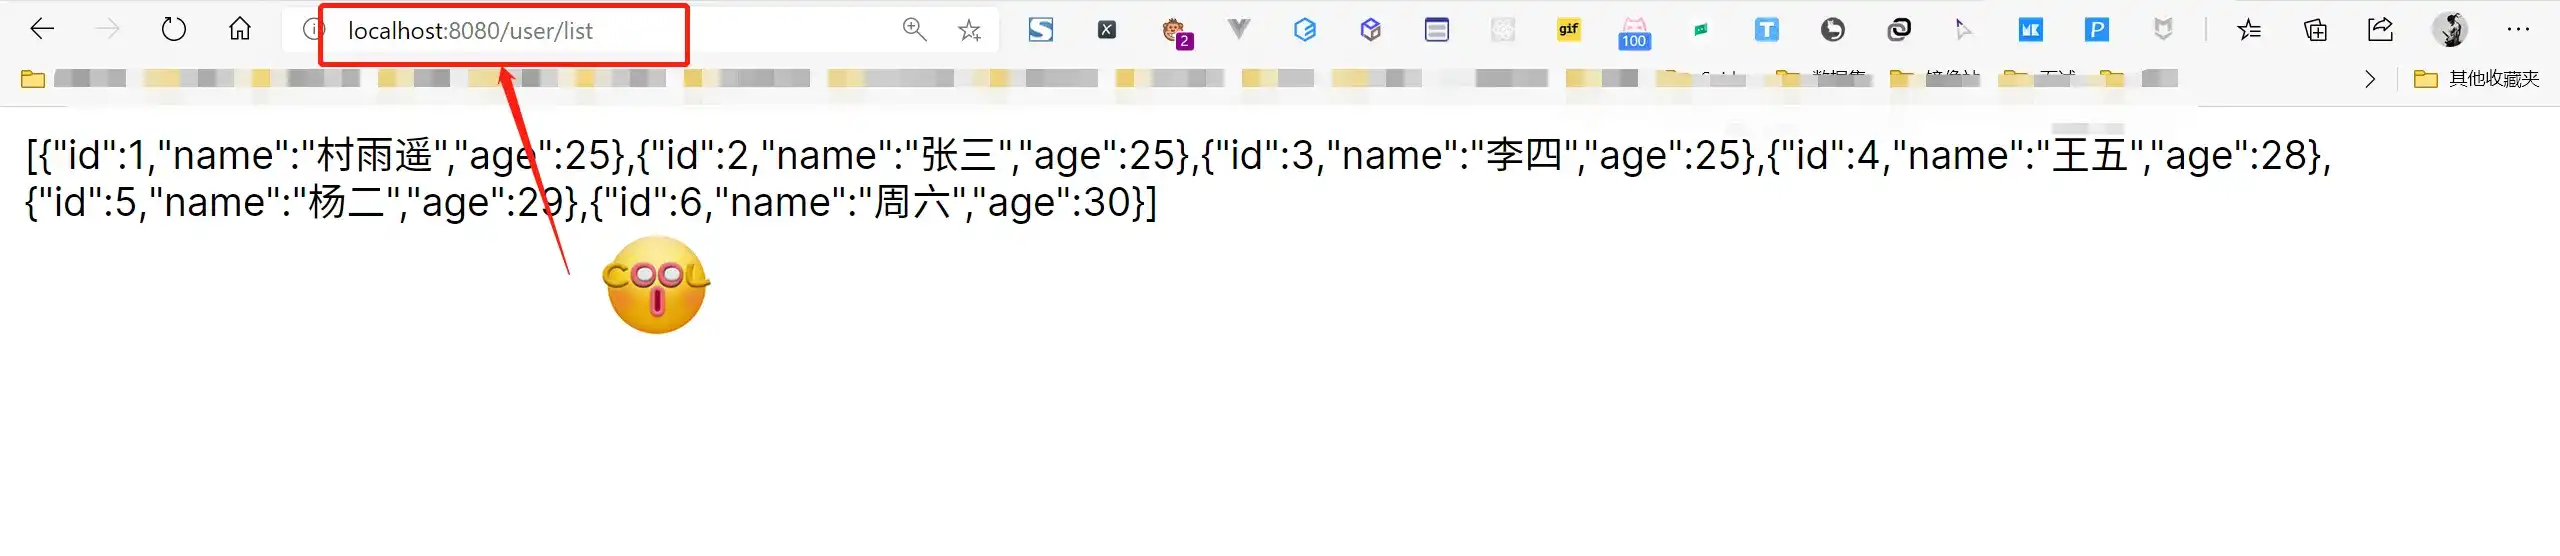 localhost:8080/user/list
2
gif
100
T
MK
P
其他收藏夹
[{"id":1,"name":"村雨遥","age":25},{"id":2,"name":"张三","age":25},{"id":3,"name":"李四","age":25},{"id":4,"name":"王五","age":28},
{"id":5,"name":"杨二","age":29},{"id":6,"name":"周六","age":30}]
COOL